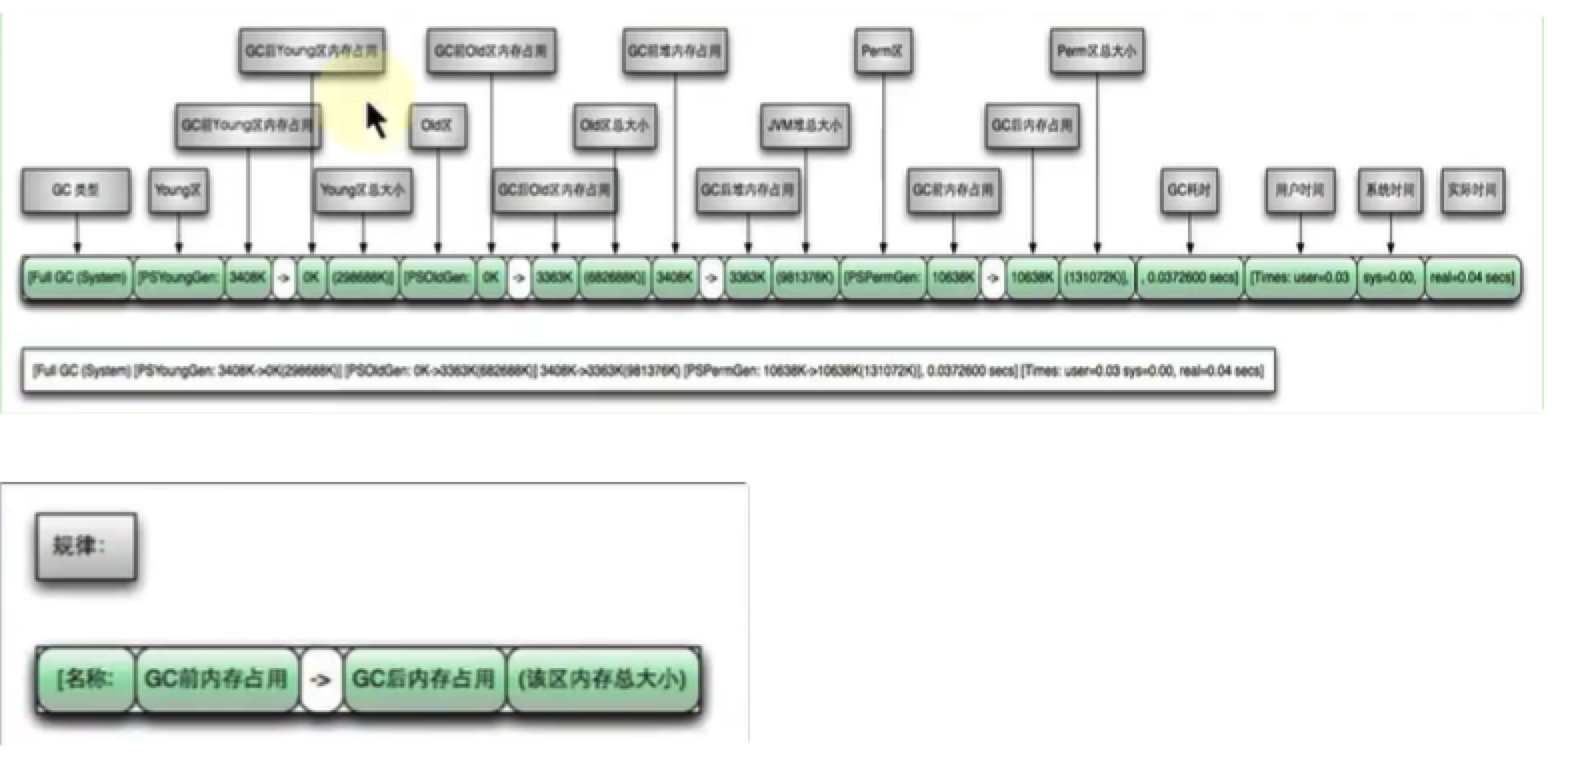 GC后Young区内存占用 GC前Old区内存占用 GC前堆内存占用 Perm区 Perm区总大小
GC前Young区内存占用 Old区 Old区总大小 JVM堆总大小 GC后内存占用
GC 类型 Young区 Young区总大小 GC后Old区内存占用 GC后堆内存占用 GC前内存占用 GC耗时 用户时间 系统时间 实际时间
[Full GC (System) [PSYoungGen: 3408K -> 0K (298688K)] [PSOldGen: 0K -> 3363K (682688K)] 3408K -> 3363K (981376K) [PSPermGen: 10638K -> 10638K (131072K)], , 0.0372600 secs] [Times: user=0.03 sys=0.00, real=0.04 secs]
[Full GC (System) [PSYoungGen: 3408K->0K(298688K)] [PSOldGen: 0K->3363K(682688K)] 3408K->3363K(981376K) [PSPermGen: 10638K->10638K(131072K)], 0.0372600 secs] [Times: user=0.03 sys=0.00, real=0.04 secs]
规律:
[名称: GC前内存占用 -> GC后内存占用 (该区内存总大小)